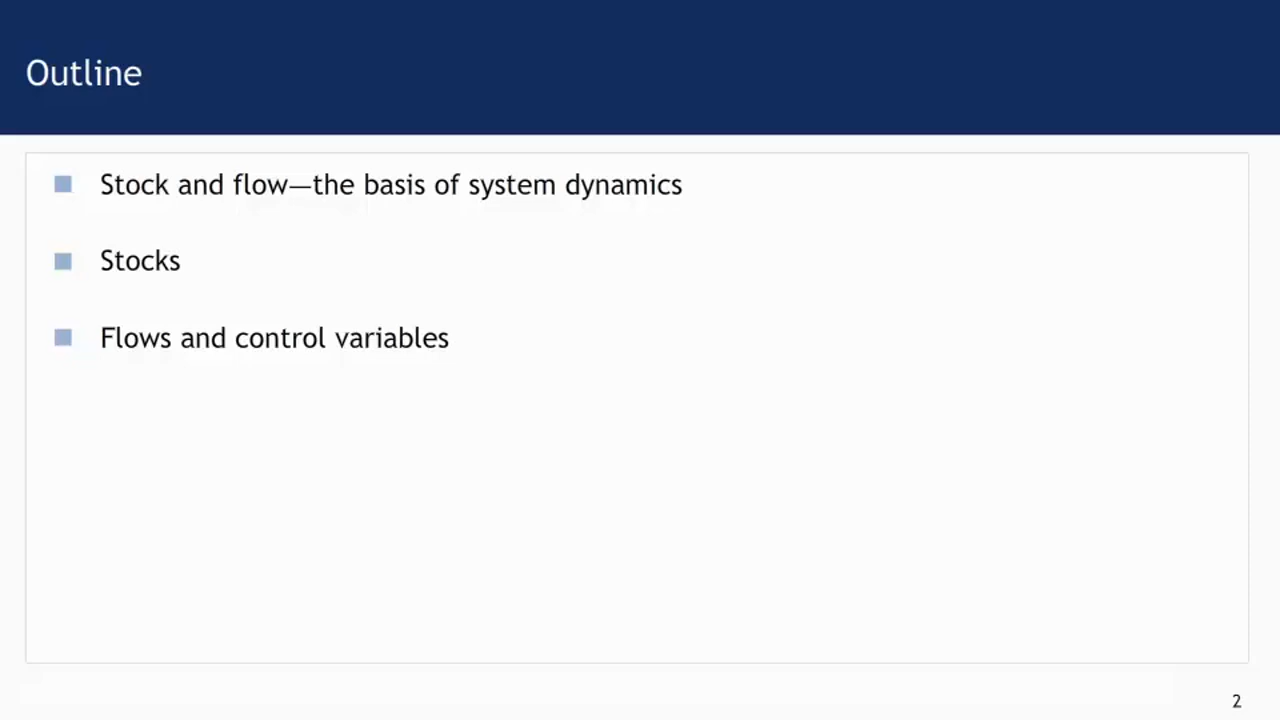 Outline
Stock and flow—the basis of system dynamics
Stocks
Flows and control variables
2